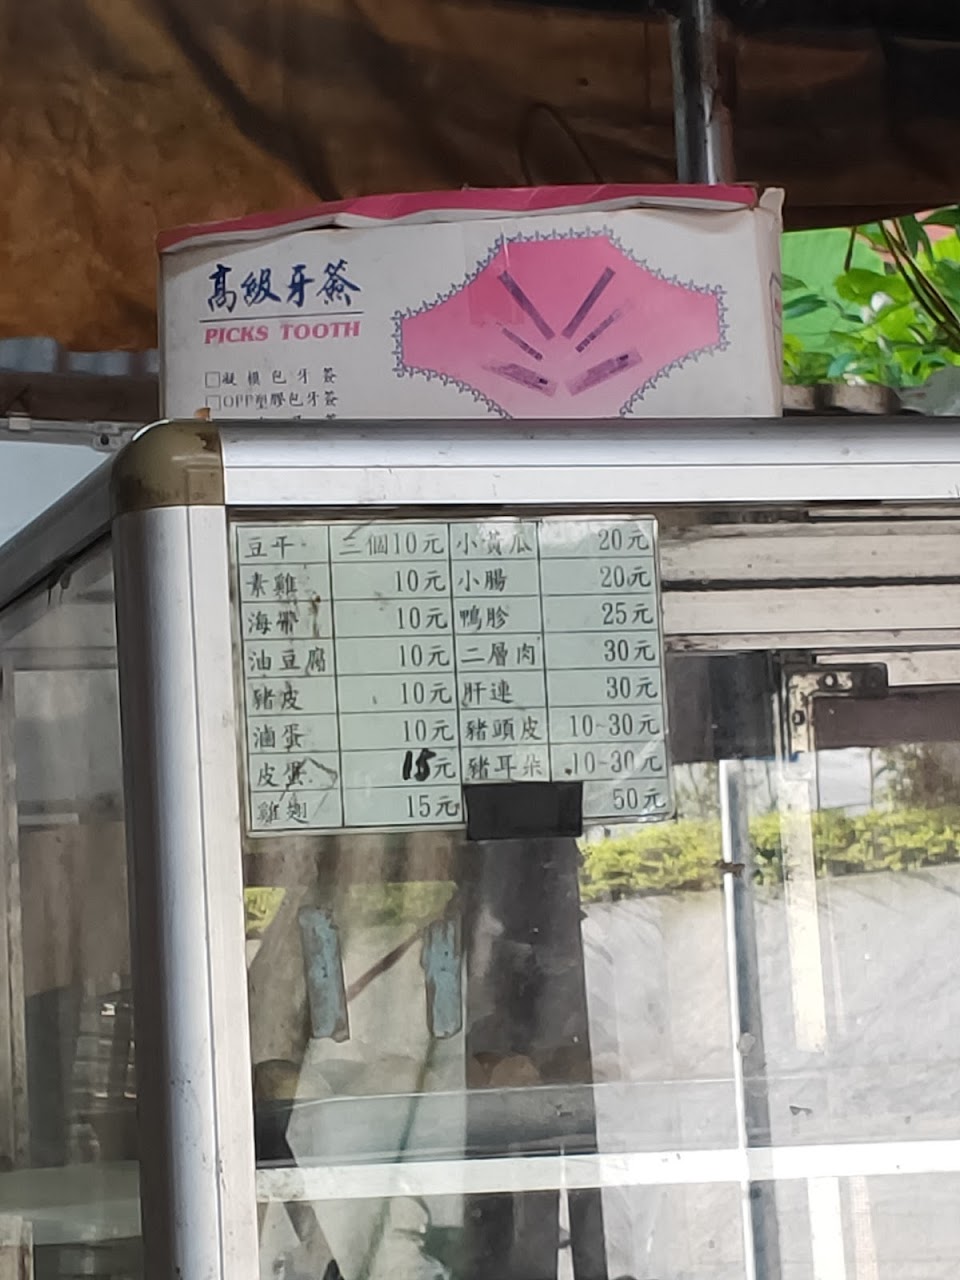 高級牙籤
PICKS TOOTH
□凝模包牙簽
□OPP塑膠包牙簽
豆干 三個10元 小黃瓜 20元
素雞 10元 小腸 20元
海帶 10元 鴨胗 25元
油豆腐 10元 二層肉 30元
豬皮 10元 肝連 30元
滷蛋 10元 豬頭皮 10-30元
皮蛋 15元 豬耳朵 10-30元
雞翅 15元 50元